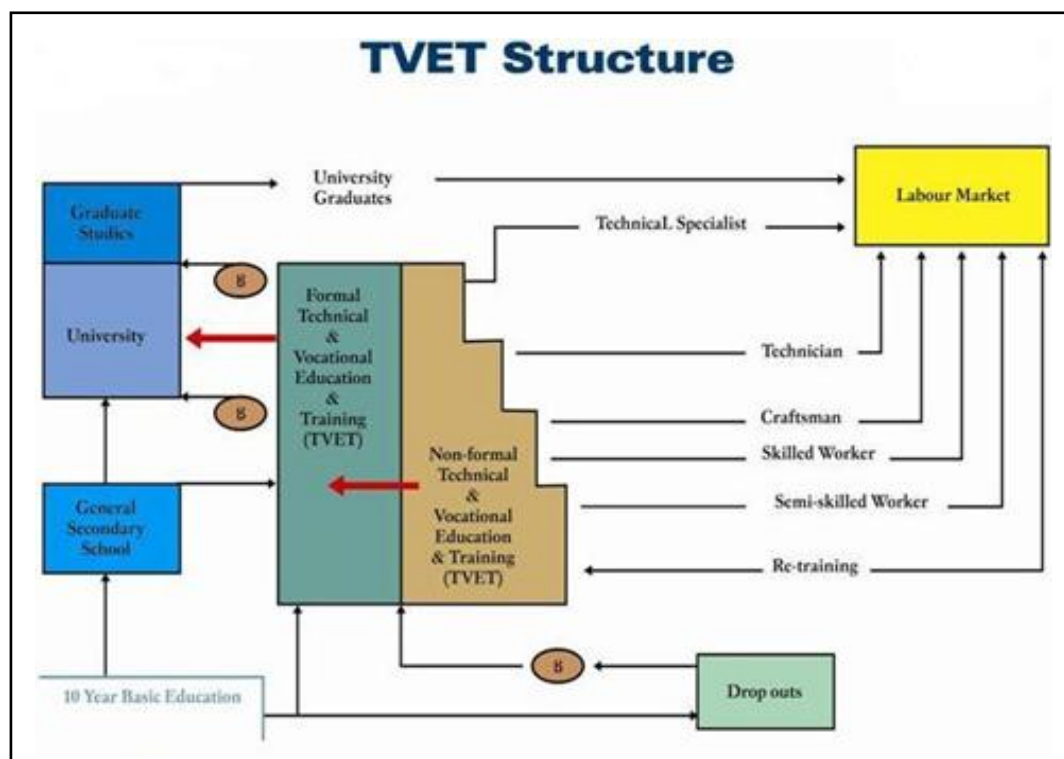 TVET Structure
University
Graduates
Labour Market
Graduate
Studies
TechnicaL Specialist
B
Formal
Technical
&
Vocational
Education
&
Training
(TVET)
University
Technician
B
Craftsman
Non-formal
Technical
&
Vocational
Education
& Training
(TVET)
Skilled Worker
General
Secondary
School
Semi-skilled Worker
Re-training
B
10 Year Basic Education
Drop outs